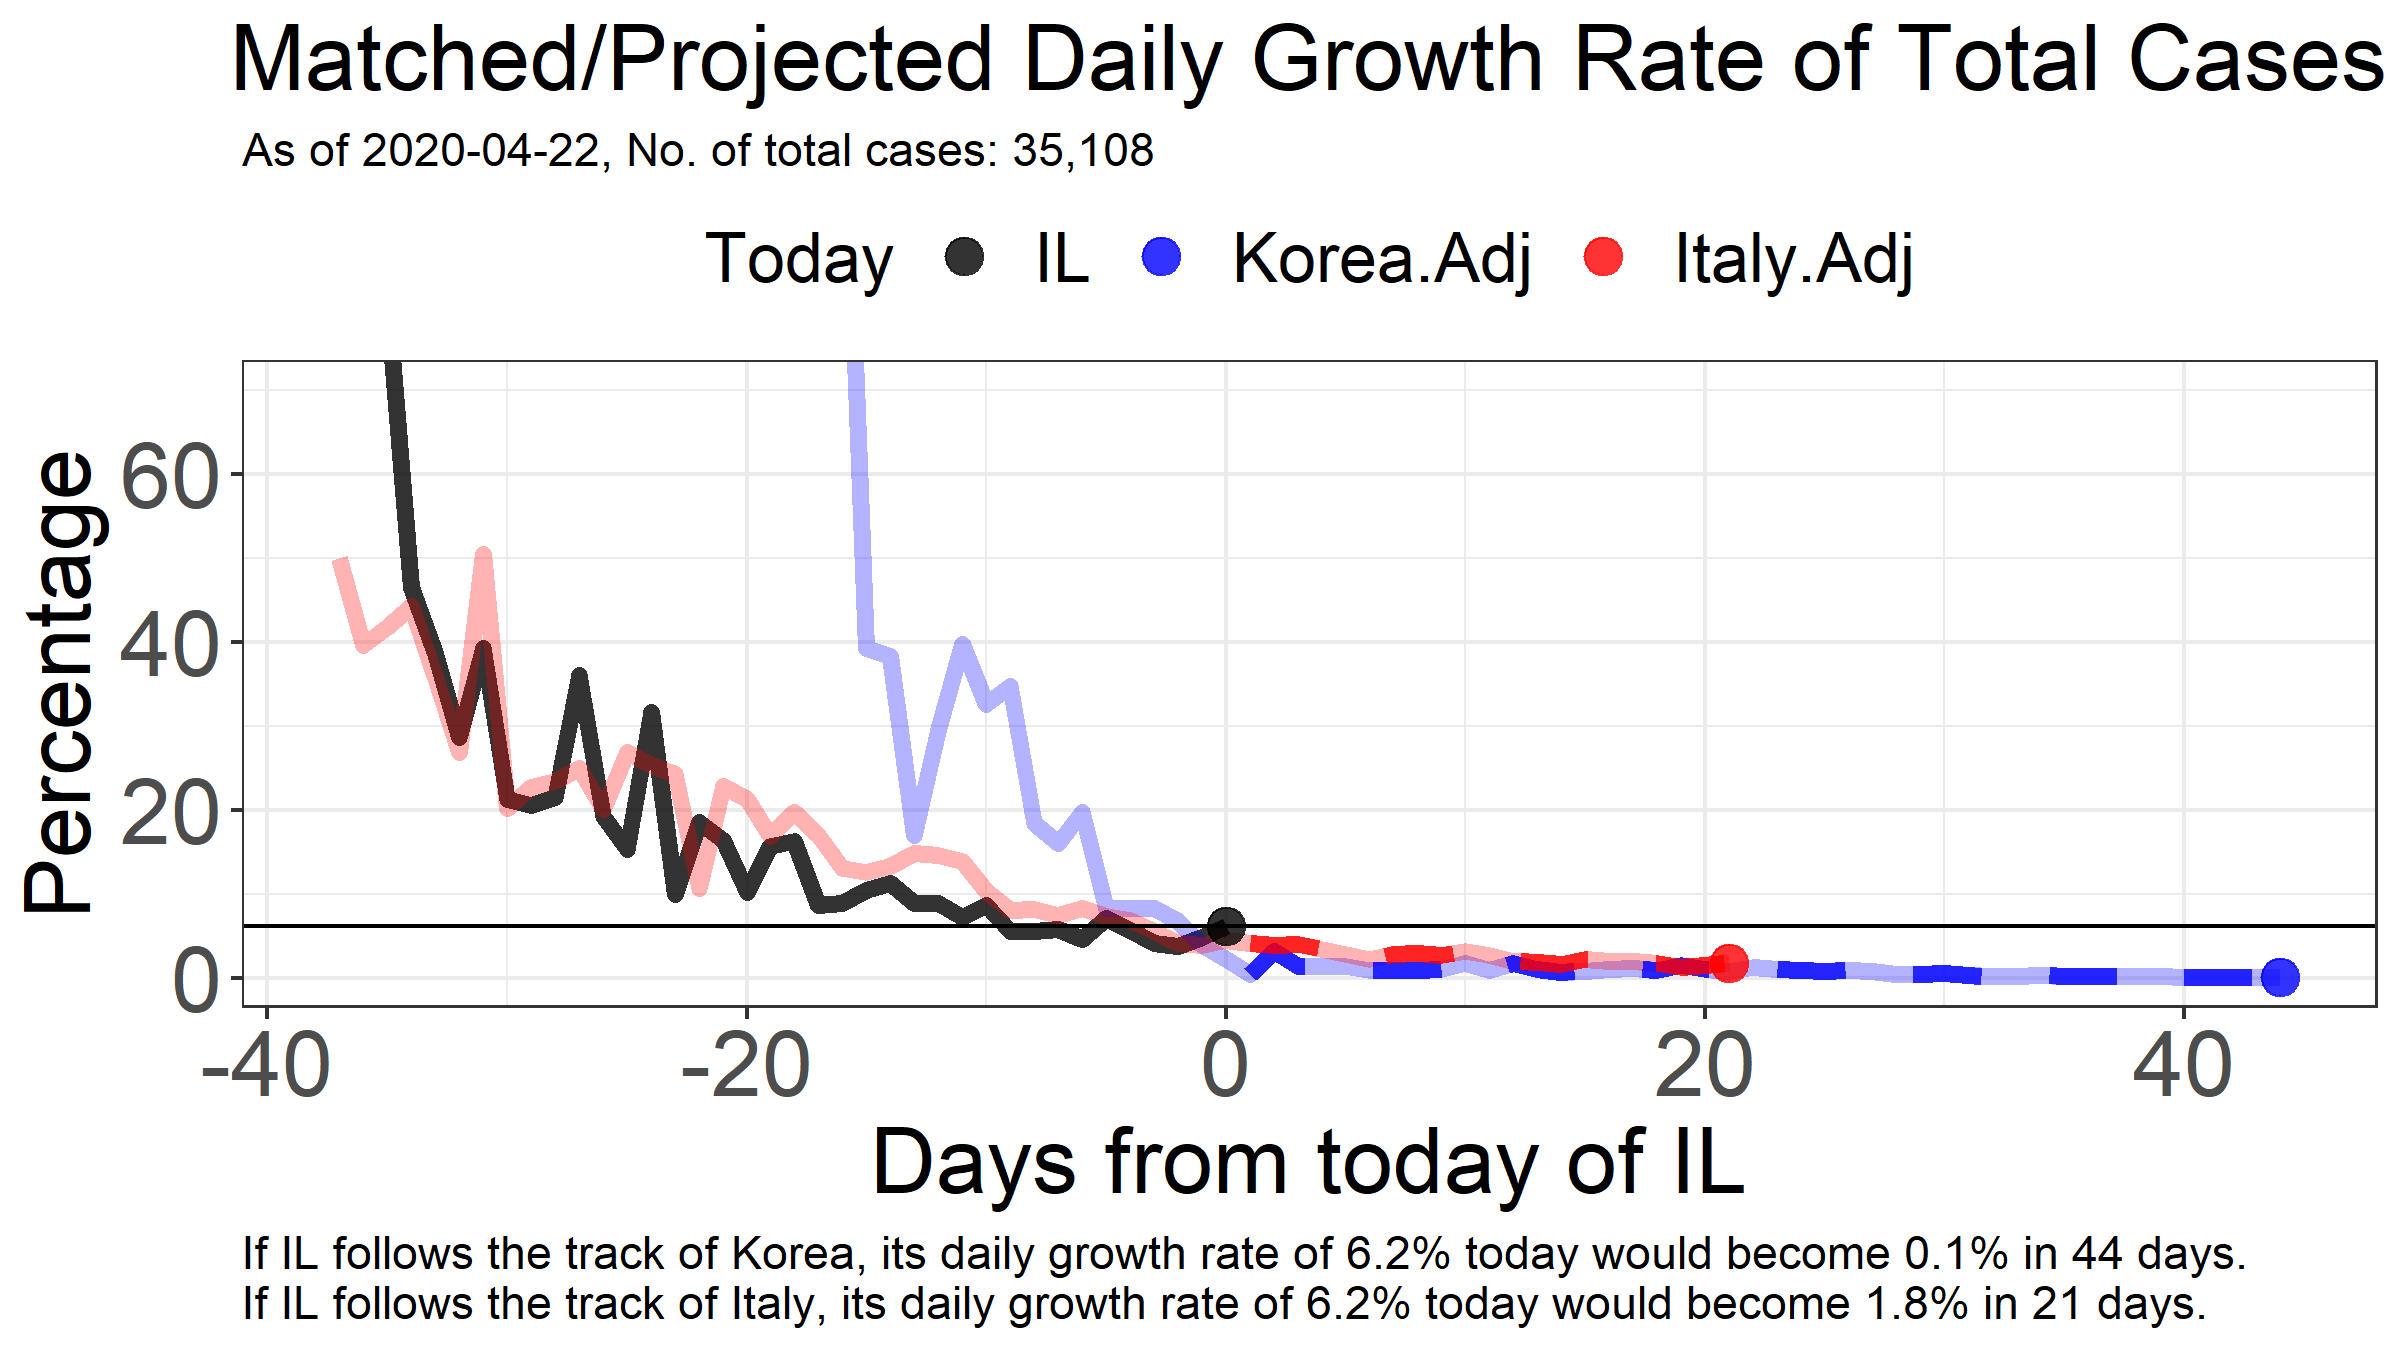 Matched/Projected Daily Growth Rate of Total Cases
As of 2020-04-22, No. of total cases: 35,108
Today IL Korea.Adj Italy.Adj
Percentage
60
40
20
0
-40 -20 0 20 40
Days from today of IL
If IL follows the track of Korea, its daily growth rate of 6.2% today would become 0.1% in 44 days.
If IL follows the track of Italy, its daily growth rate of 6.2% today would become 1.8% in 21 days.